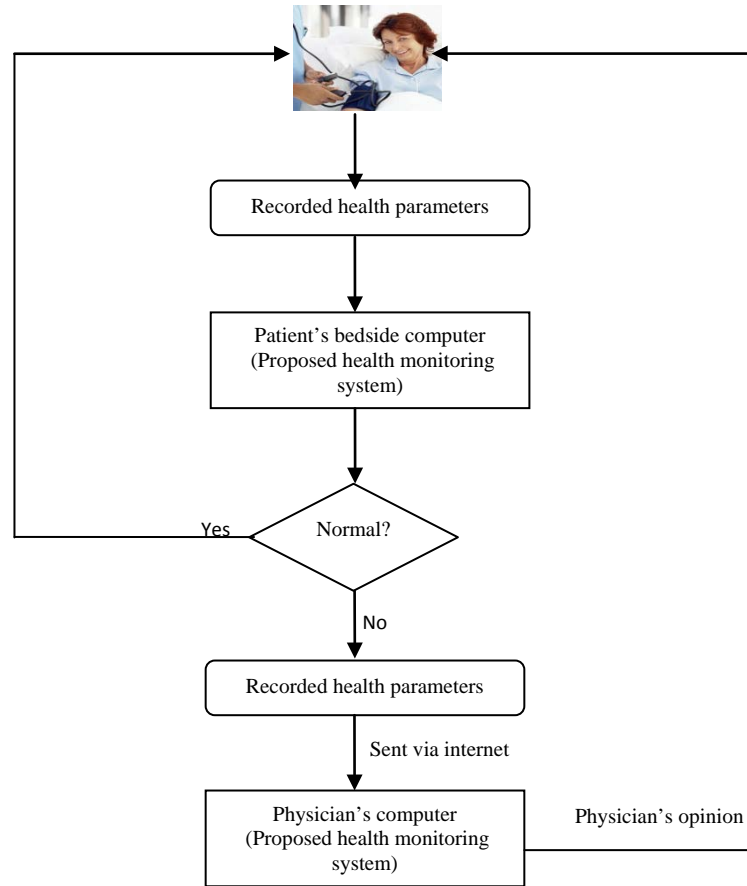 Recorded health parameters
Patient’s bedside computer
(Proposed health monitoring
system)
Normal?
Yes
No
Recorded health parameters
Sent via internet
Physician’s computer
(Proposed health monitoring
system)
Physician’s opinion